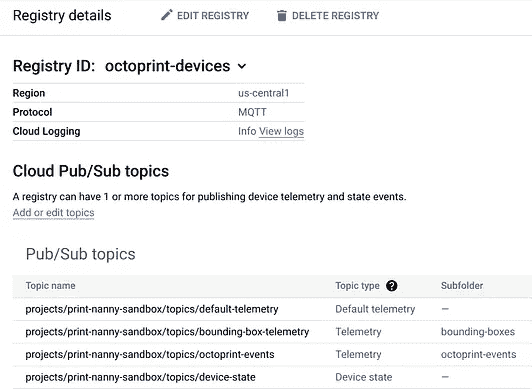 Registry details EDIT REGISTRY DELETE REGISTRY
Registry ID: octoprint-devices
Region us-central1
Protocol MQTT
Cloud Logging Info View logs
Cloud Pub/Sub topics
A registry can have 1 or more topics for publishing device telemetry and state events.
Add or edit topics
Pub/Sub topics
Topic name Topic type ? Subfolder
projects/print-nanny-sandbox/topics/default-telemetry Default telemetry —
projects/print-nanny-sandbox/topics/bounding-box-telemetry Telemetry bounding-boxes
projects/print-nanny-sandbox/topics/octoprint-events Telemetry octoprint-events
projects/print-nanny-sandbox/topics/device-state Device state —